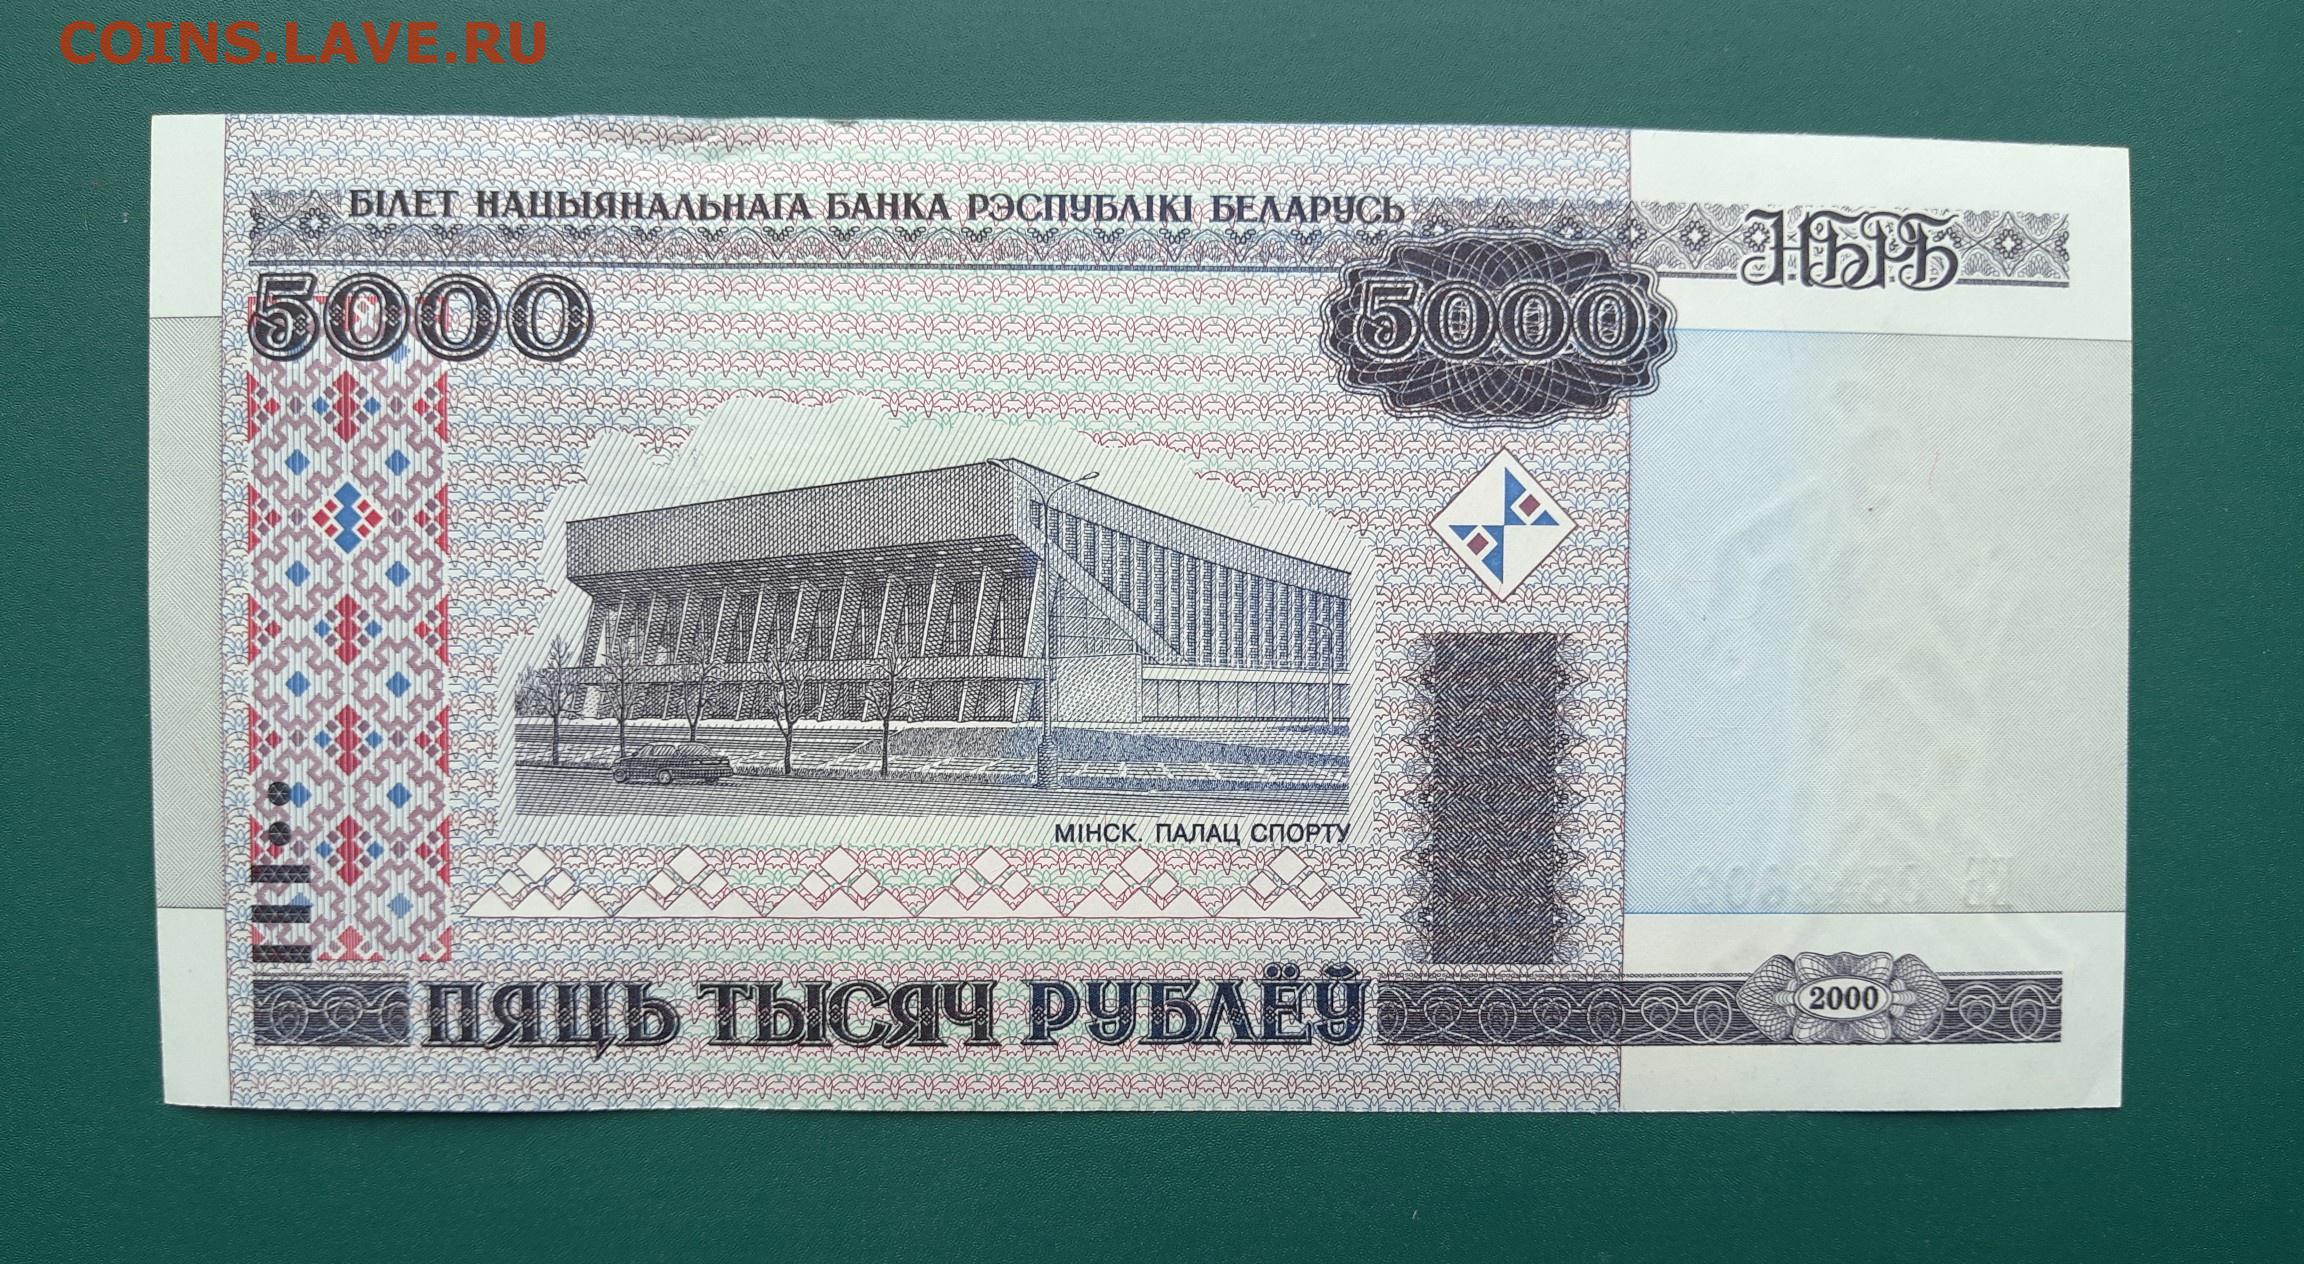 COINS.LAVE.RU
БІЛЕТ НАЦЫЯНАЛЬНАГА БАНКА РЭСПУБЛІКІ БЕЛАРУСЬ
НБРБ
5000
5000
МІНСК. ПАЛАЦ СПОРТУ
ПЯЦЬ ТЫСЯЧ РУБЛЁЎ
2000